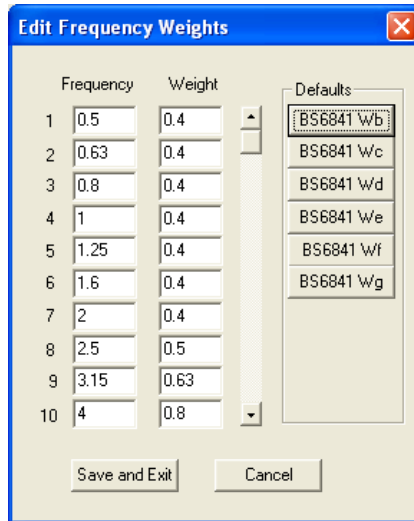 Edit Frequency Weights
Frequency Weight
Defaults
1 0.5 0.4
BS6841 Wb
2 0.63 0.4
BS6841 Wc
3 0.8 0.4
BS6841 Wd
4 1 0.4
BS6841 We
5 1.25 0.4
BS6841 Wf
6 1.6 0.4
BS6841 Wg
7 2 0.4
8 2.5 0.5
9 3.15 0.63
10 4 0.8
Save and Exit
Cancel